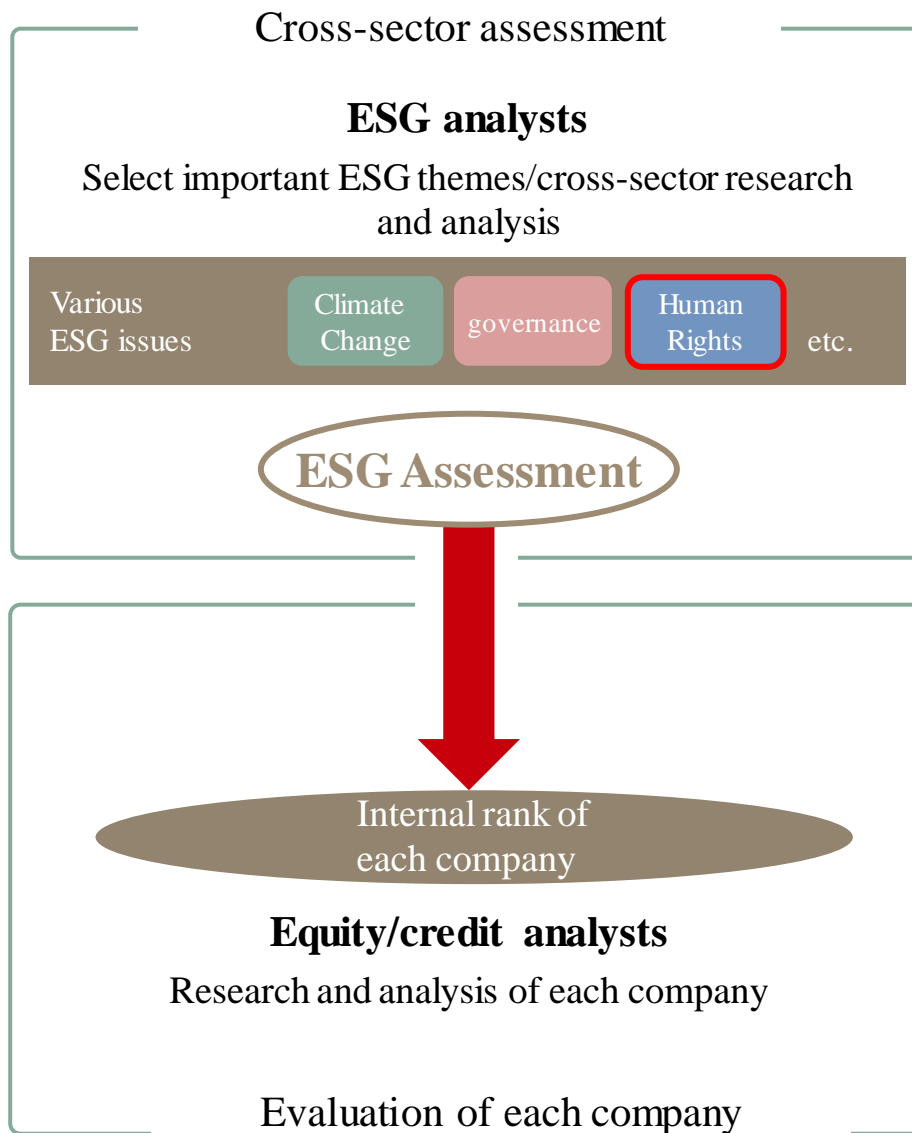 Cross-sector assessment
ESG analysts
Select important ESG themes/cross-sector research
and analysis
Various
ESG issues
Climate
Change
governance
Human
Rights
etc.
ESG Assessment
Internal rank of
each company
Equity/credit analysts
Research and analysis of each company
Evaluation of each company